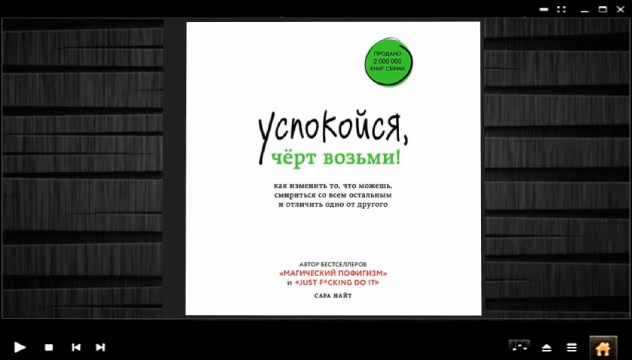 ПРОДАНО
2 000 000
КНИГ СЕРИИ
Успокойся,
чёрт возьми!
как изменить то, что можешь,
смириться со всем остальным
и отличить одно от другого
АВТОР БЕСТСЕЛЛЕРОВ
«МАГИЧЕСКИЙ ПОФИГИЗМ»
и «JUST F*CKING DO IT»
САРА НАЙТ